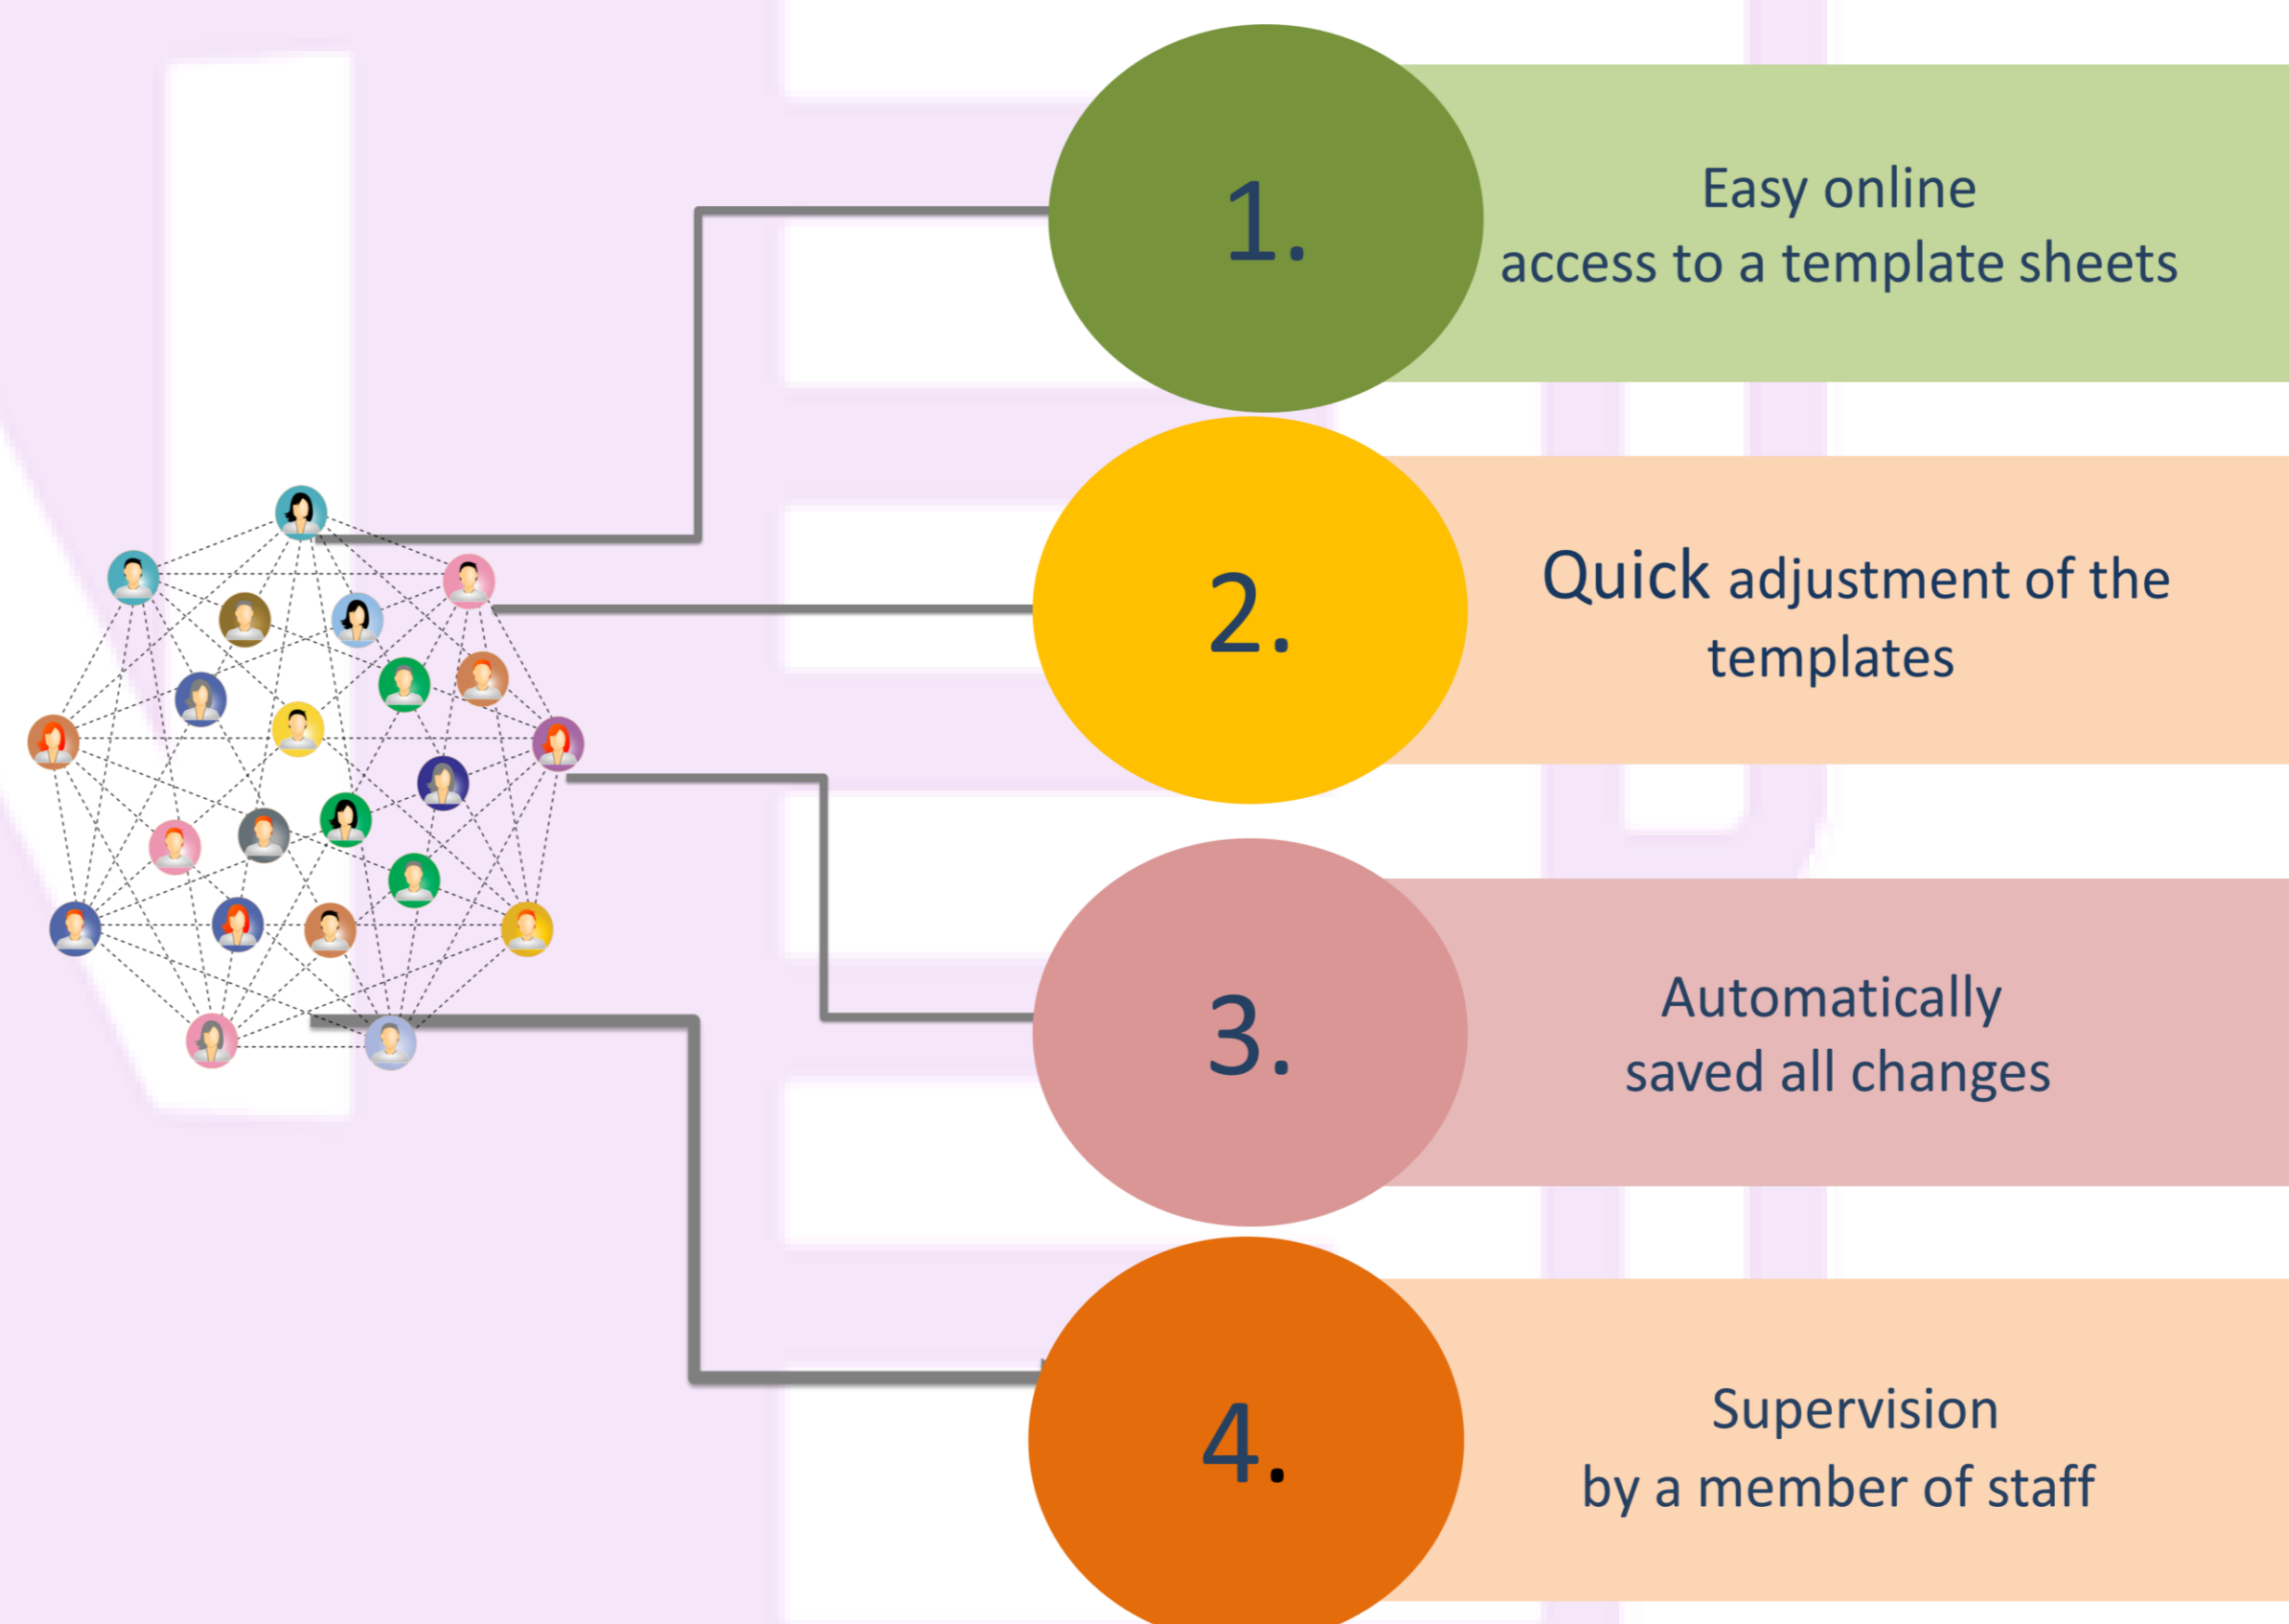 1.
Easy online
access to a template sheets
2.
Quick adjustment of the
templates
3.
Automatically
saved all changes
4.
Supervision
by a member of staff